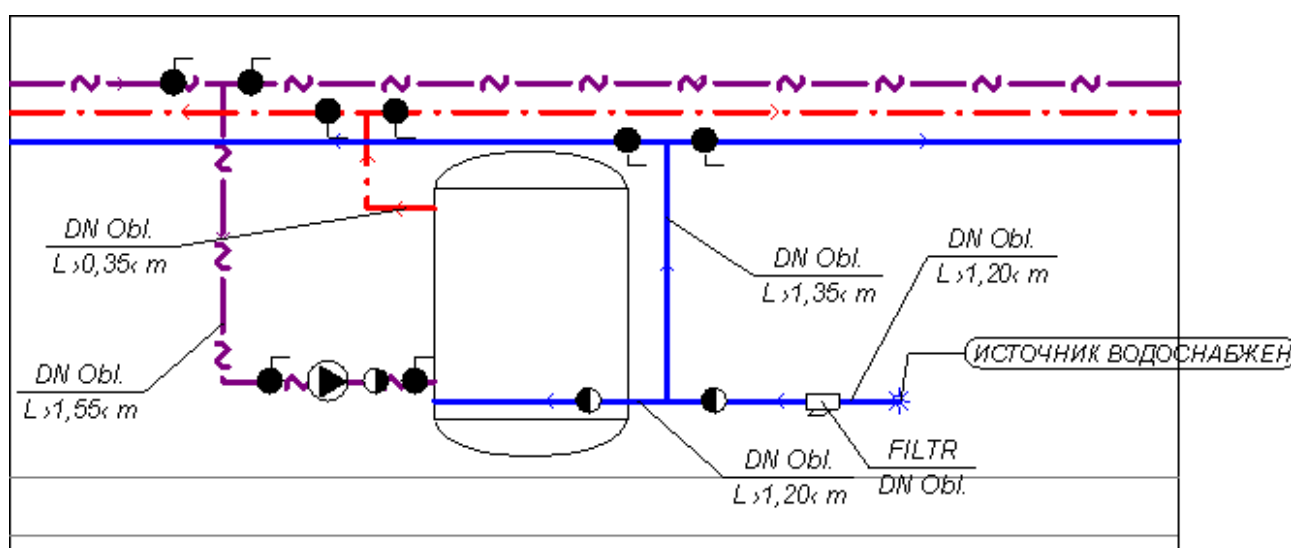 DN Obl.
L ›0,35‹ m
DN Obl.
L ›1,55‹ m
DN Obl.
L ›1,35‹ m
DN Obl.
L ›1,20‹ m
ИСТОЧНИК ВОДОСНАБЖЕН
DN Obl.
L ›1,20‹ m
FILTR
DN Obl.